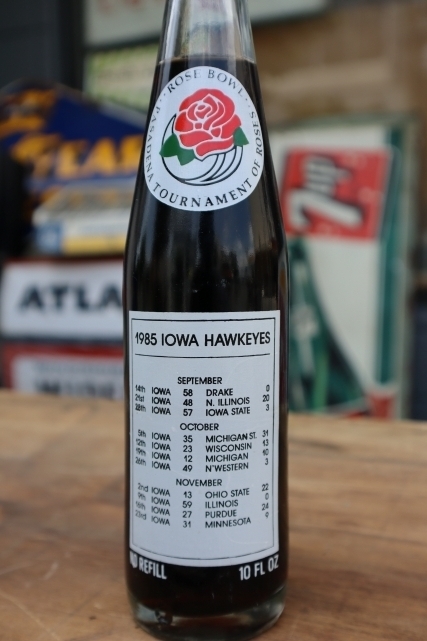 ROSE BOWL
PASADENA TOURNAMENT OF ROSES
7up
ATLA
1985 IOWA HAWKEYES
SEPTEMBER
14th IOWA 58 DRAKE 0
21st IOWA 48 N. ILLINOIS 20
28th IOWA 57 IOWA STATE 3
OCTOBER
5th IOWA 35 MICHIGAN ST. 31
12th IOWA 23 WISCONSIN 13
19th IOWA 12 MICHIGAN 10
26th IOWA 49 N'WESTERN 3
NOVEMBER
2nd IOWA 13 OHIO STATE 22
9th IOWA 59 ILLINOIS 0
16th IOWA 27 PURDUE 24
23rd IOWA 31 MINNESOTA 9
NO REFILL 10 FL OZ